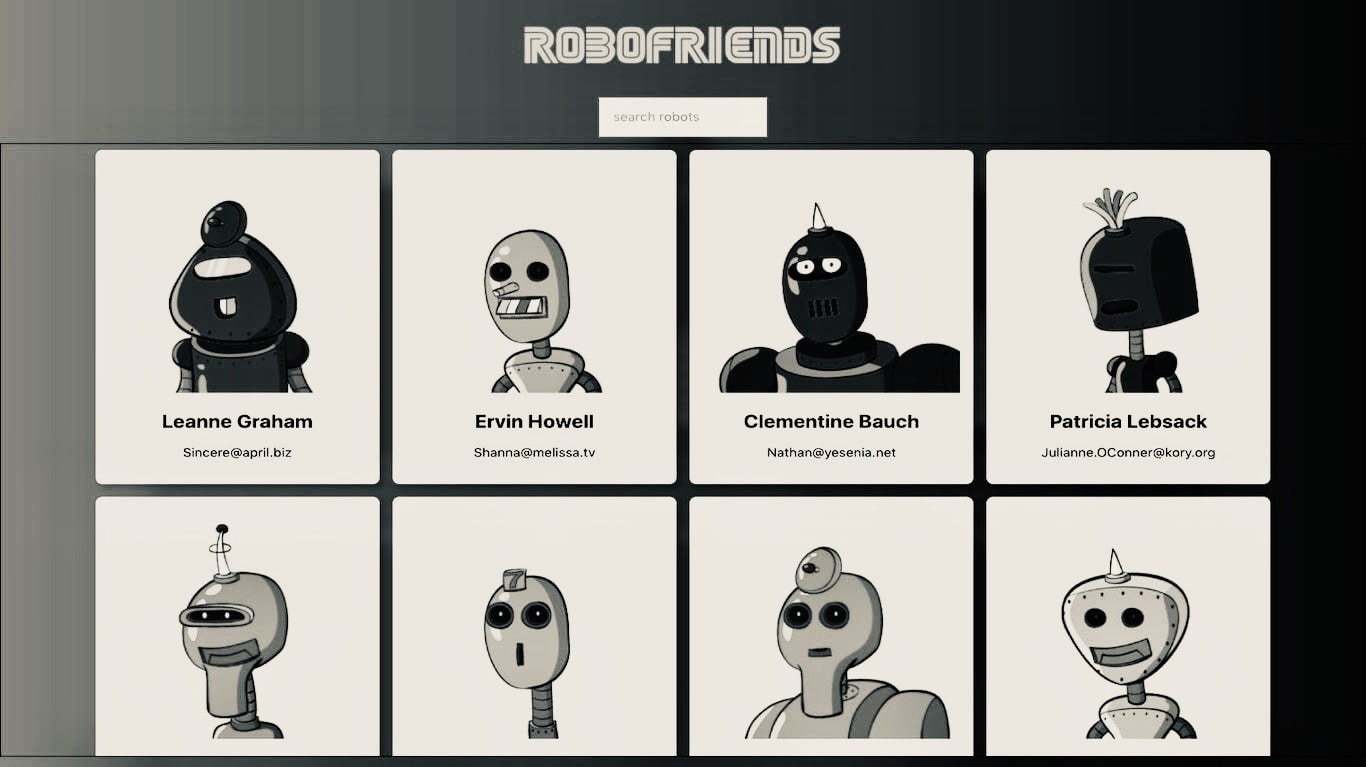 ROBOFRIENDS
search robots
Leanne Graham
Sincere@april.biz
Ervin Howell
Shanna@melissa.tv
Clementine Bauch
Nathan@yesenia.net
Patricia Lebsack
Julianne.OConner@kory.org
7